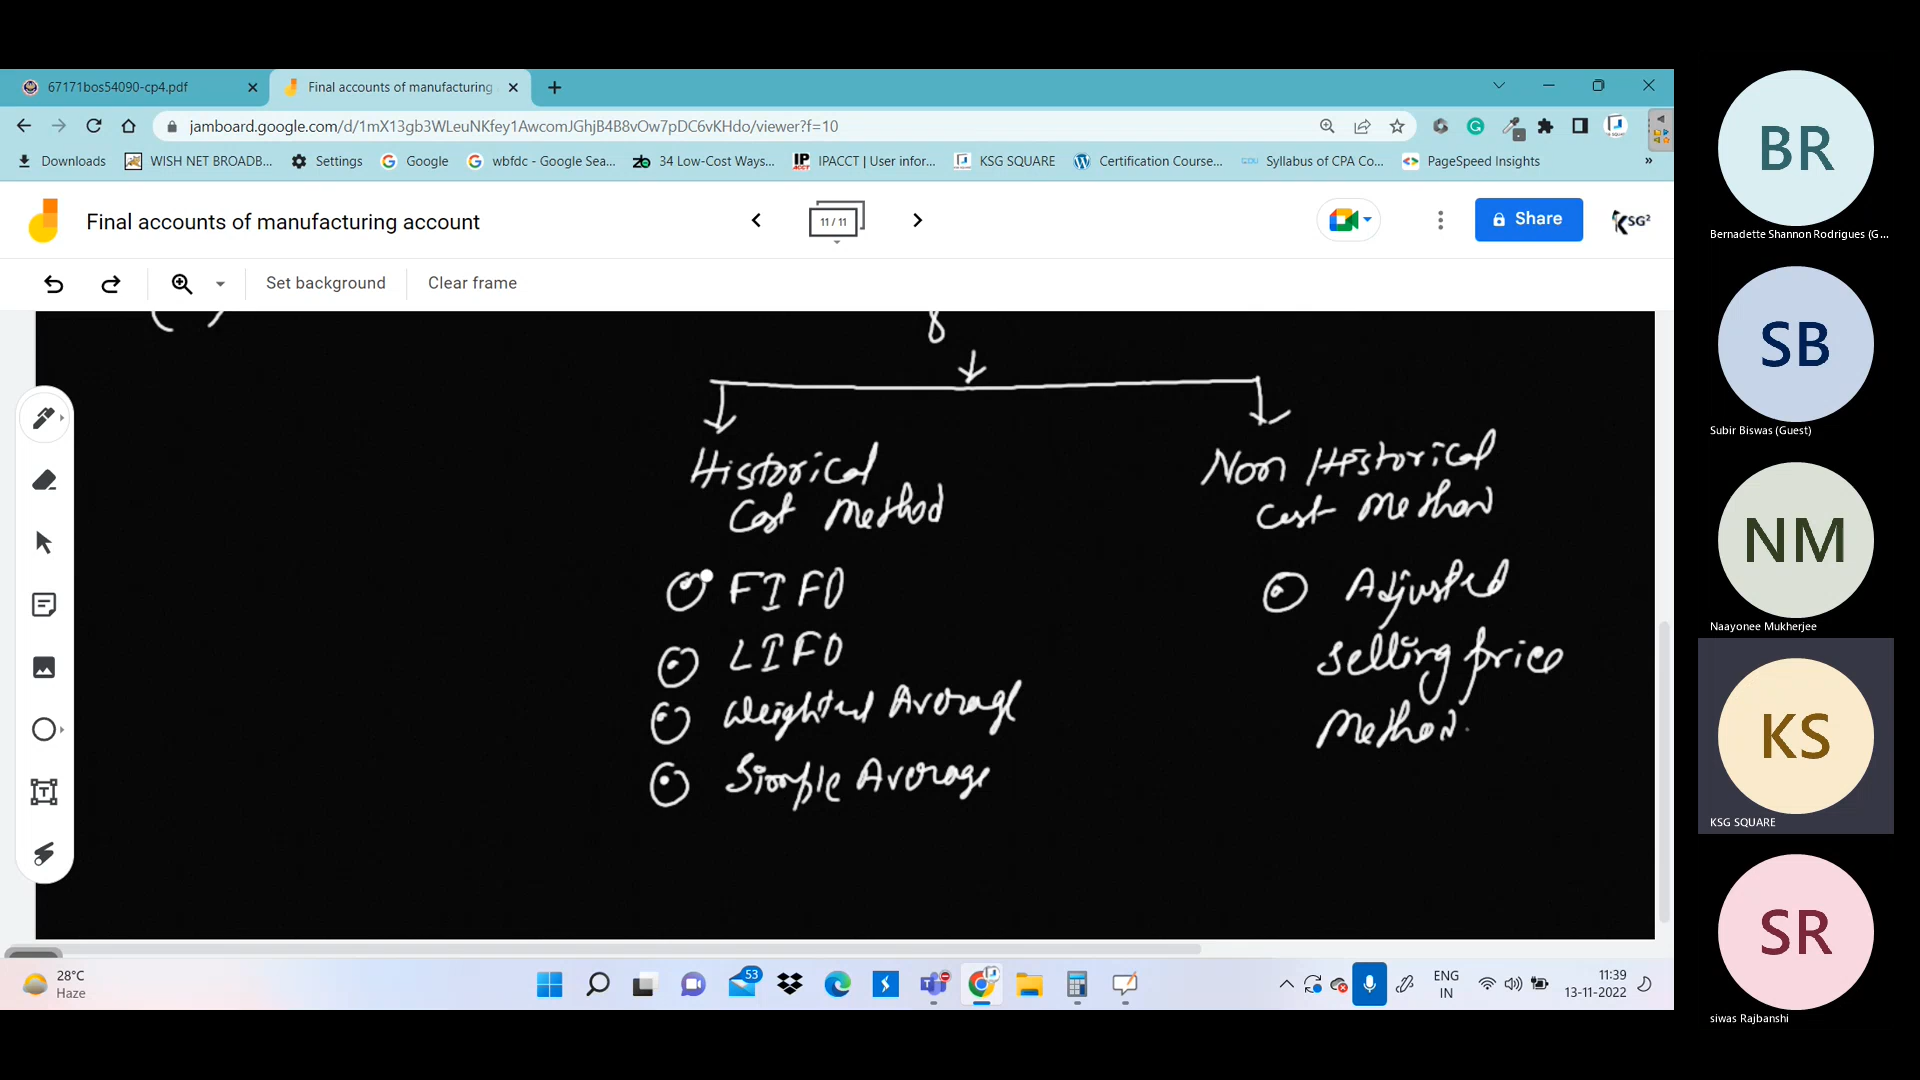 67171bos54090-cp4.pdf
Final accounts of manufacturing
jamboard.google.com/d/1mX13gb3WLeuNKfey1AwcomJGhjB4B8vOw7pDC6vKHdo/viewer?f=10
Downloads
WISH NET BROADB...
Settings
Google
wbfdc - Google Sea...
34 Low-Cost Ways...
IPACCT | User infor...
KSG SQUARE
Certification Course...
Syllabus of CPA Co...
PageSpeed Insights
»
Final accounts of manufacturing account
11 / 11
Share
KSG²
Set background
Clear frame
Historical
Cost Method
FIFO
LIFO
Weighted Average
Simple Average
Non Historical
Cost Method
Adjusted
selling price
Method
BR
Bernadette Shannon Rodrigues (G...
SB
Subir Biswas (Guest)
NM
Naayonee Mukherjee
KS
KSG SQUARE
SR
siwas Rajbanshi
28°C
Haze
53
ENG
IN
11:39
13-11-2022